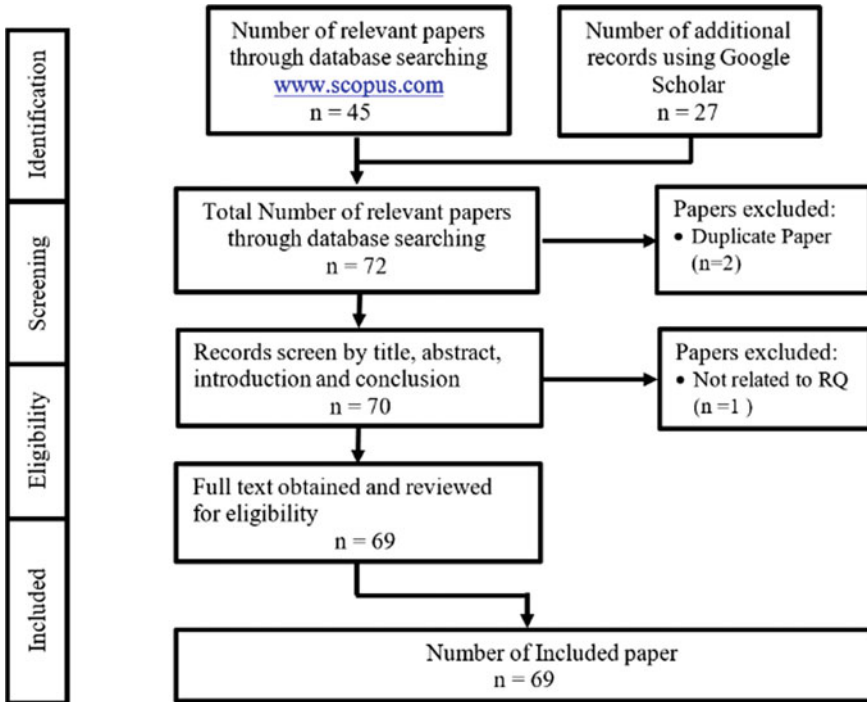 Identification
Number of relevant papers
through database searching
www.scopus.com
n = 45
Number of additional
records using Google
Scholar
n = 27
Screening
Total Number of relevant papers
through database searching
n = 72
Papers excluded:
• Duplicate Paper
(n=2)
Eligibility
Records screen by title, abstract,
introduction and conclusion
n = 70
Papers excluded:
• Not related to RQ
(n =1 )
Full text obtained and reviewed
for eligibility
n = 69
Included
Number of Included paper
n = 69